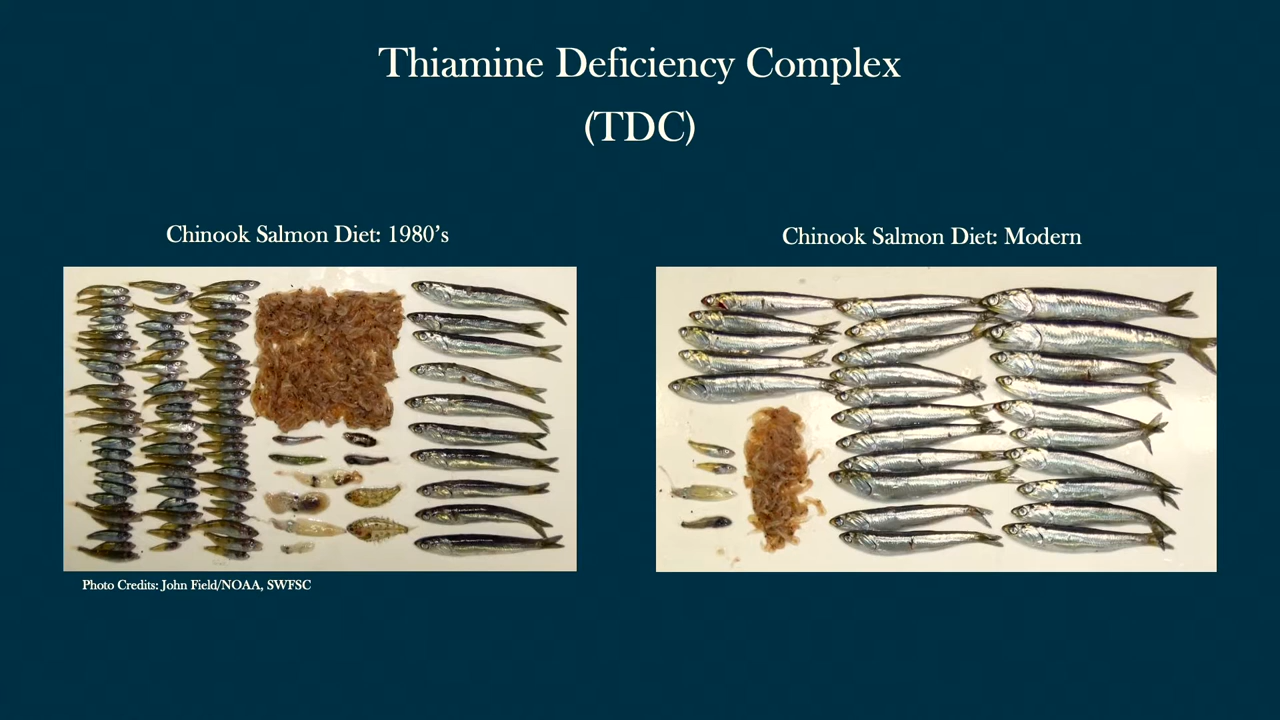 Thiamine Deficiency Complex
(TDC)
Chinook Salmon Diet: 1980's
Chinook Salmon Diet: Modern
Photo Credits: John Field/NOAA, SWFSC